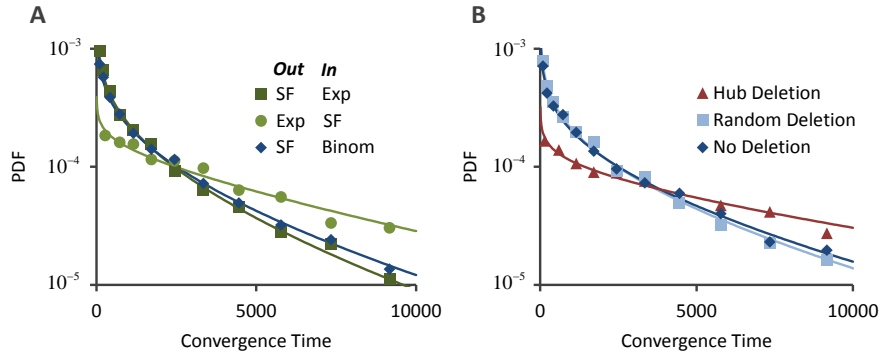 A
10⁻³
Out In
SF Exp
Exp SF
SF Binom
PDF
10⁻⁴
10⁻⁵
0 5000 10000
Convergence Time
B
10⁻³
Hub Deletion
Random Deletion
No Deletion
PDF
10⁻⁴
10⁻⁵
0 5000 10000
Convergence Time